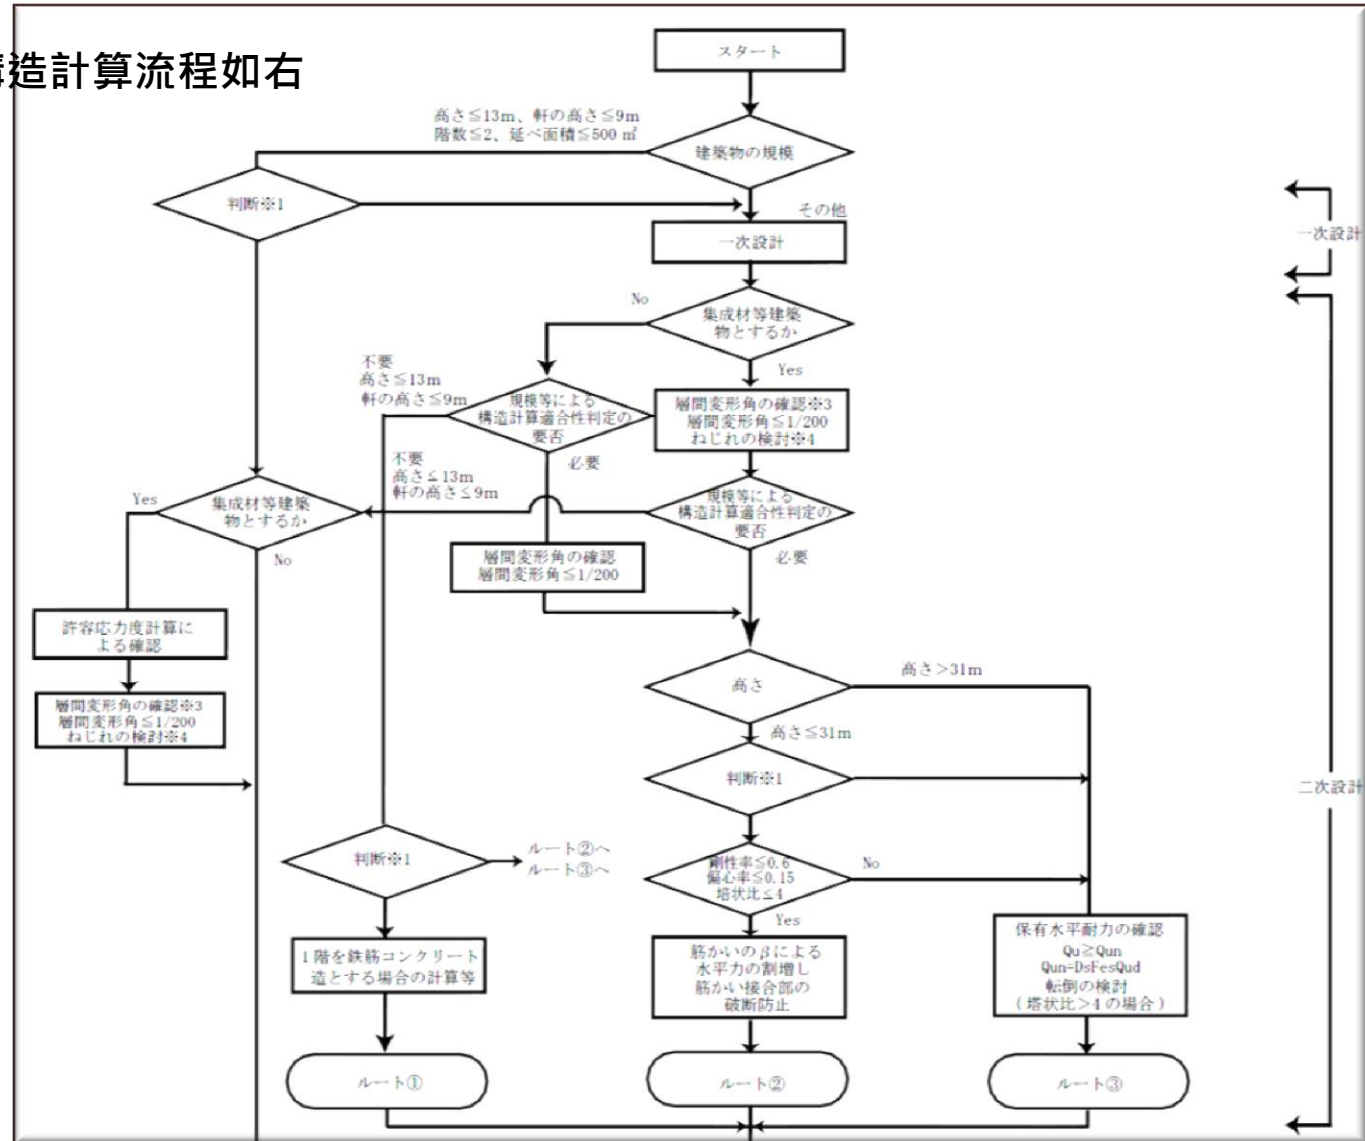 構造計算流程如右
スタート
高さ≦13m、軒の高さ≦9m
階数≦2、延べ面積≦500㎡
建築物の規模
判断※1
その他
一次設計
一次設計
No
集成材等建築
物とするか
Yes
不要
高さ≦13m
軒の高さ≦9m
規模等による
構造計算適合性判定の
要否
層間変形角の確認※3
層間変形角≦1/200
ねじれの検討※4
必要
不要
高さ≦13m
軒の高さ≦9m
Yes
集成材等建築
物とするか
規模等による
構造計算適合性判定の
要否
No
層間変形角の確認
層間変形角≦1/200
必要
許容応力度計算に
よる確認
高さ
高さ>31m
層間変形角の確認※3
層間変形角≦1/200
ねじれの検討※4
高さ≦31m
判断※1
二次設計
判断※1
ルート②へ
ルート③へ
剛性率≦0.6
偏心率≦0.15
塔状比≦4
No
Yes
1階を鉄筋コンクリート
造とする場合の計算等
筋かいのβによる
水平力の割増し
筋かい接合部の
破断防止
保有水平耐力の確認
Qu≧Qun
Qun=DsFesQud
転倒の検討
(塔状比>4の場合)
ルート①
ルート②
ルート③